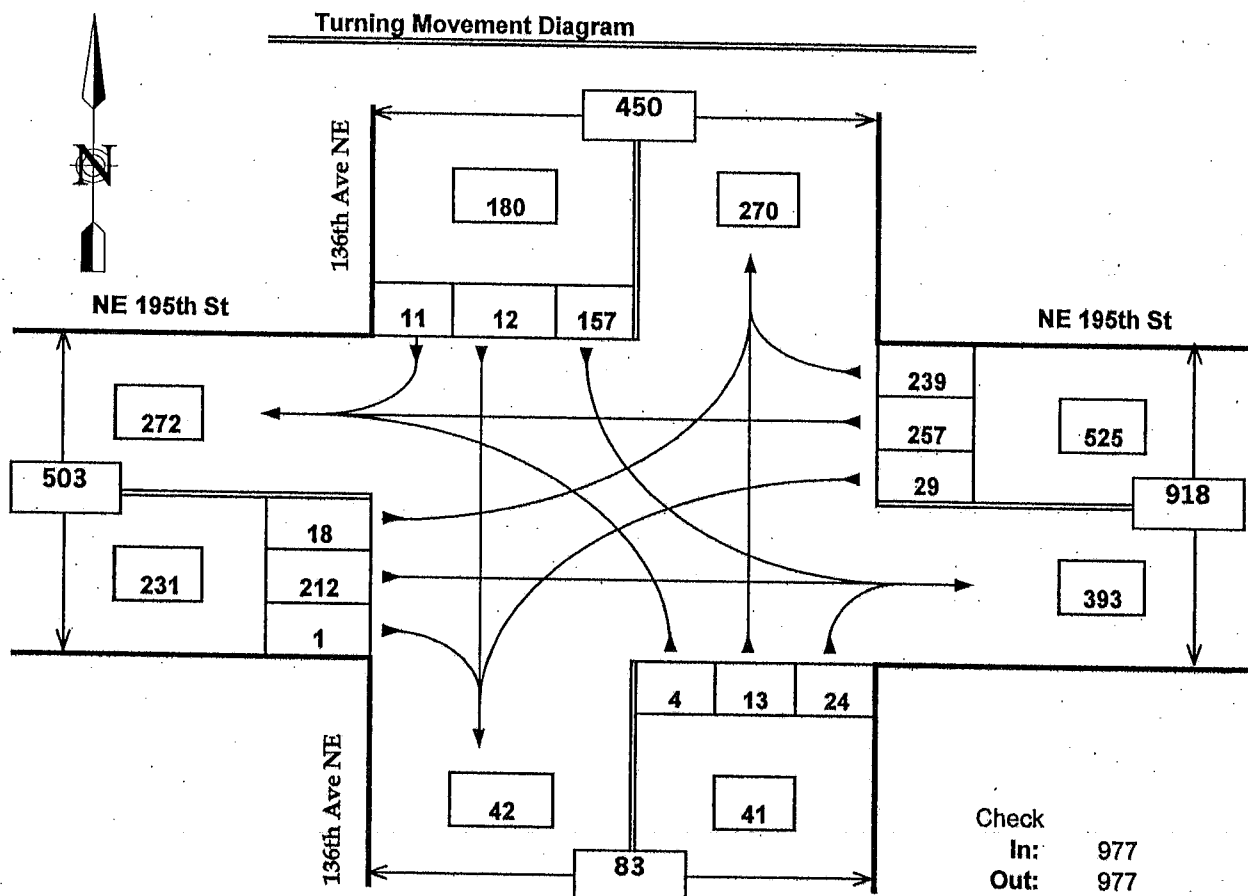 Turning Movement Diagram
450
136th Ave NE
180
270
N
11 12 157
NE 195th St
NE 195th St
239
272
257
525
503
29
918
18
231
212
393
1
4 13 24
136th Ave NE
42
41
Check
In: 977
83
Out: 977